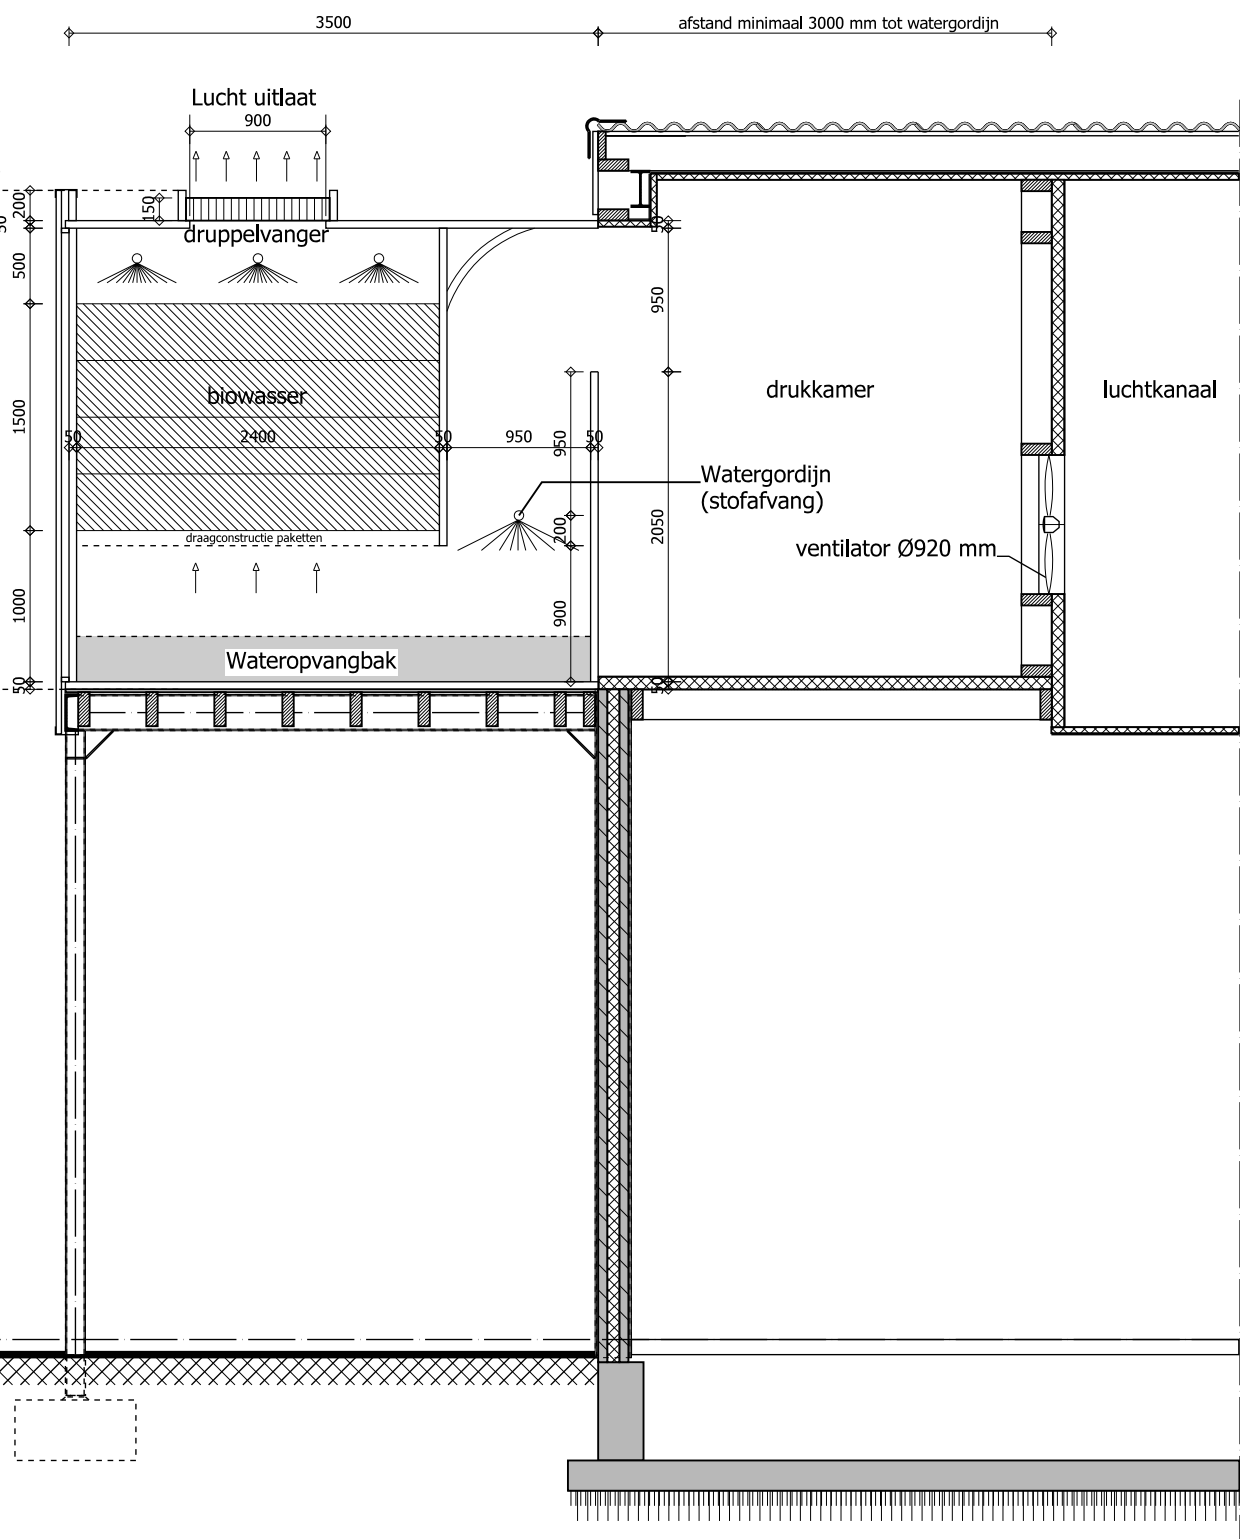 3500
afstand minimaal 3000 mm tot watergordijn
Lucht uitlaat
900
200
150
50
50
druppelvanger
500
950
biowasser
drukkamer
luchtkanaal
1500
50
2400
50
950
50
950
Watergordijn
(stofafvang)
200
2050
draagconstructie paketten
ventilator Ø920 mm
1000
900
Wateropvangbak
50
50